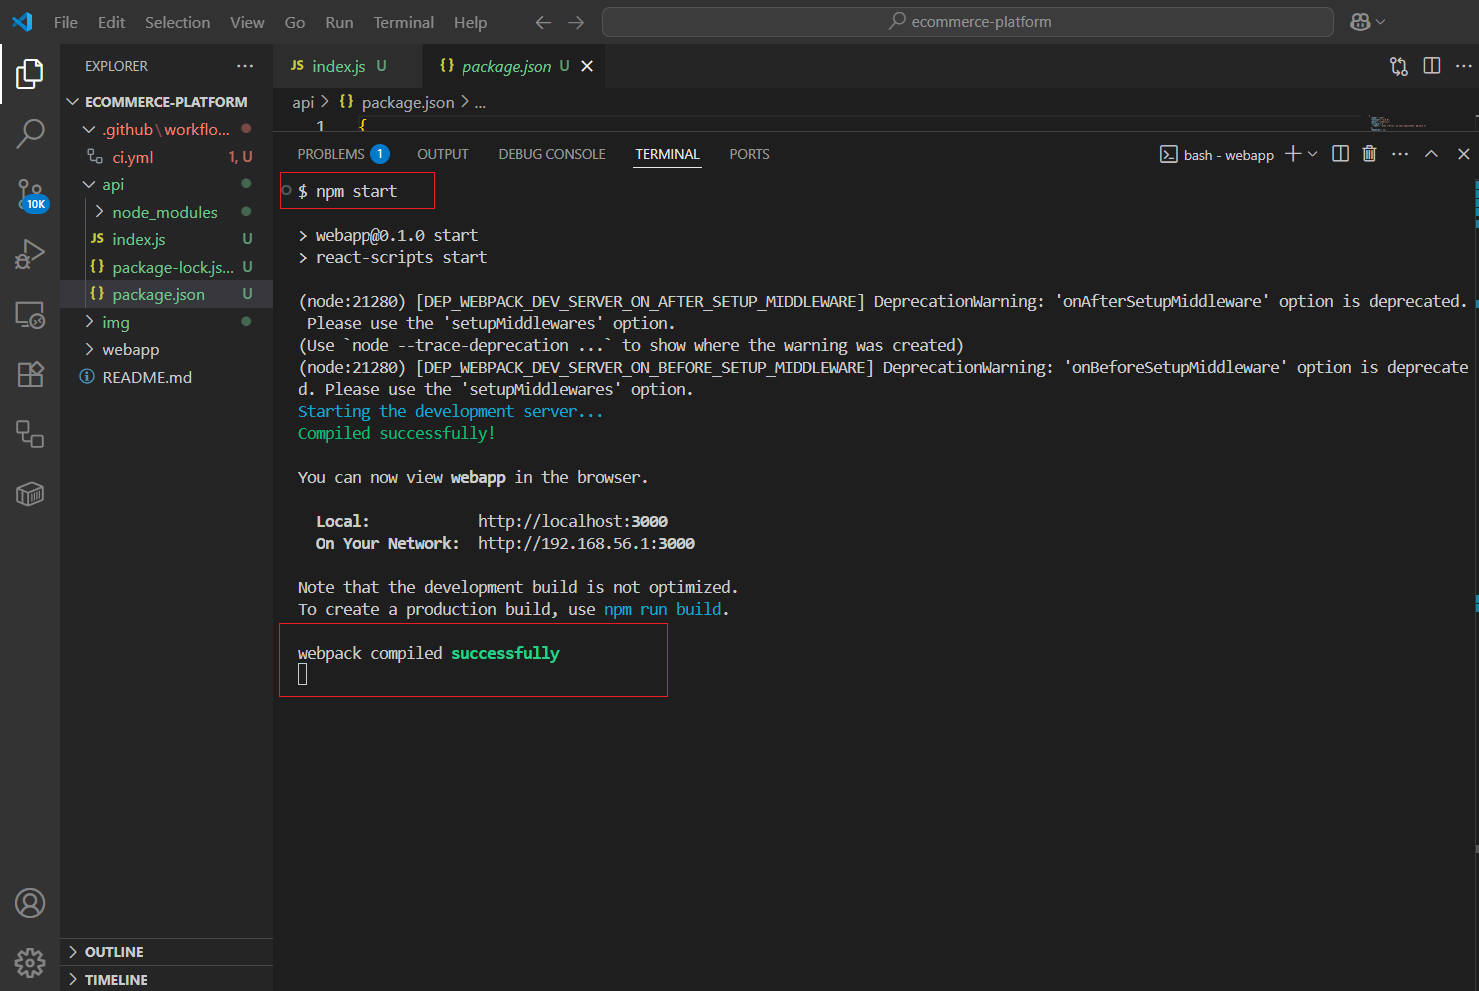 File Edit Selection View Go Run Terminal Help
ecommerce-platform
EXPLORER
ECOMMERCE-PLATFORM
.github\workflo...
ci.yml 1, U
api
node_modules
JS index.js U
{} package-lock.js... U
{} package.json U
img
webapp
README.md
10K
OUTLINE
TIMELINE
JS index.js U
{} package.json U
api > {} package.json > ...
1 {
PROBLEMS 1 OUTPUT DEBUG CONSOLE TERMINAL PORTS
bash - webapp
$ npm start
> webapp@0.1.0 start
> react-scripts start
(node:21280) [DEP_WEBPACK_DEV_SERVER_ON_AFTER_SETUP_MIDDLEWARE] DeprecationWarning: 'onAfterSetupMiddleware' option is deprecated.
Please use the 'setupMiddlewares' option.
(Use `node --trace-deprecation ...` to show where the warning was created)
(node:21280) [DEP_WEBPACK_DEV_SERVER_ON_BEFORE_SETUP_MIDDLEWARE] DeprecationWarning: 'onBeforeSetupMiddleware' option is deprecate
d. Please use the 'setupMiddlewares' option.
Starting the development server...
Compiled successfully!
You can now view webapp in the browser.
Local: http://localhost:3000
On Your Network: http://192.168.56.1:3000
Note that the development build is not optimized.
To create a production build, use npm run build.
webpack compiled successfully